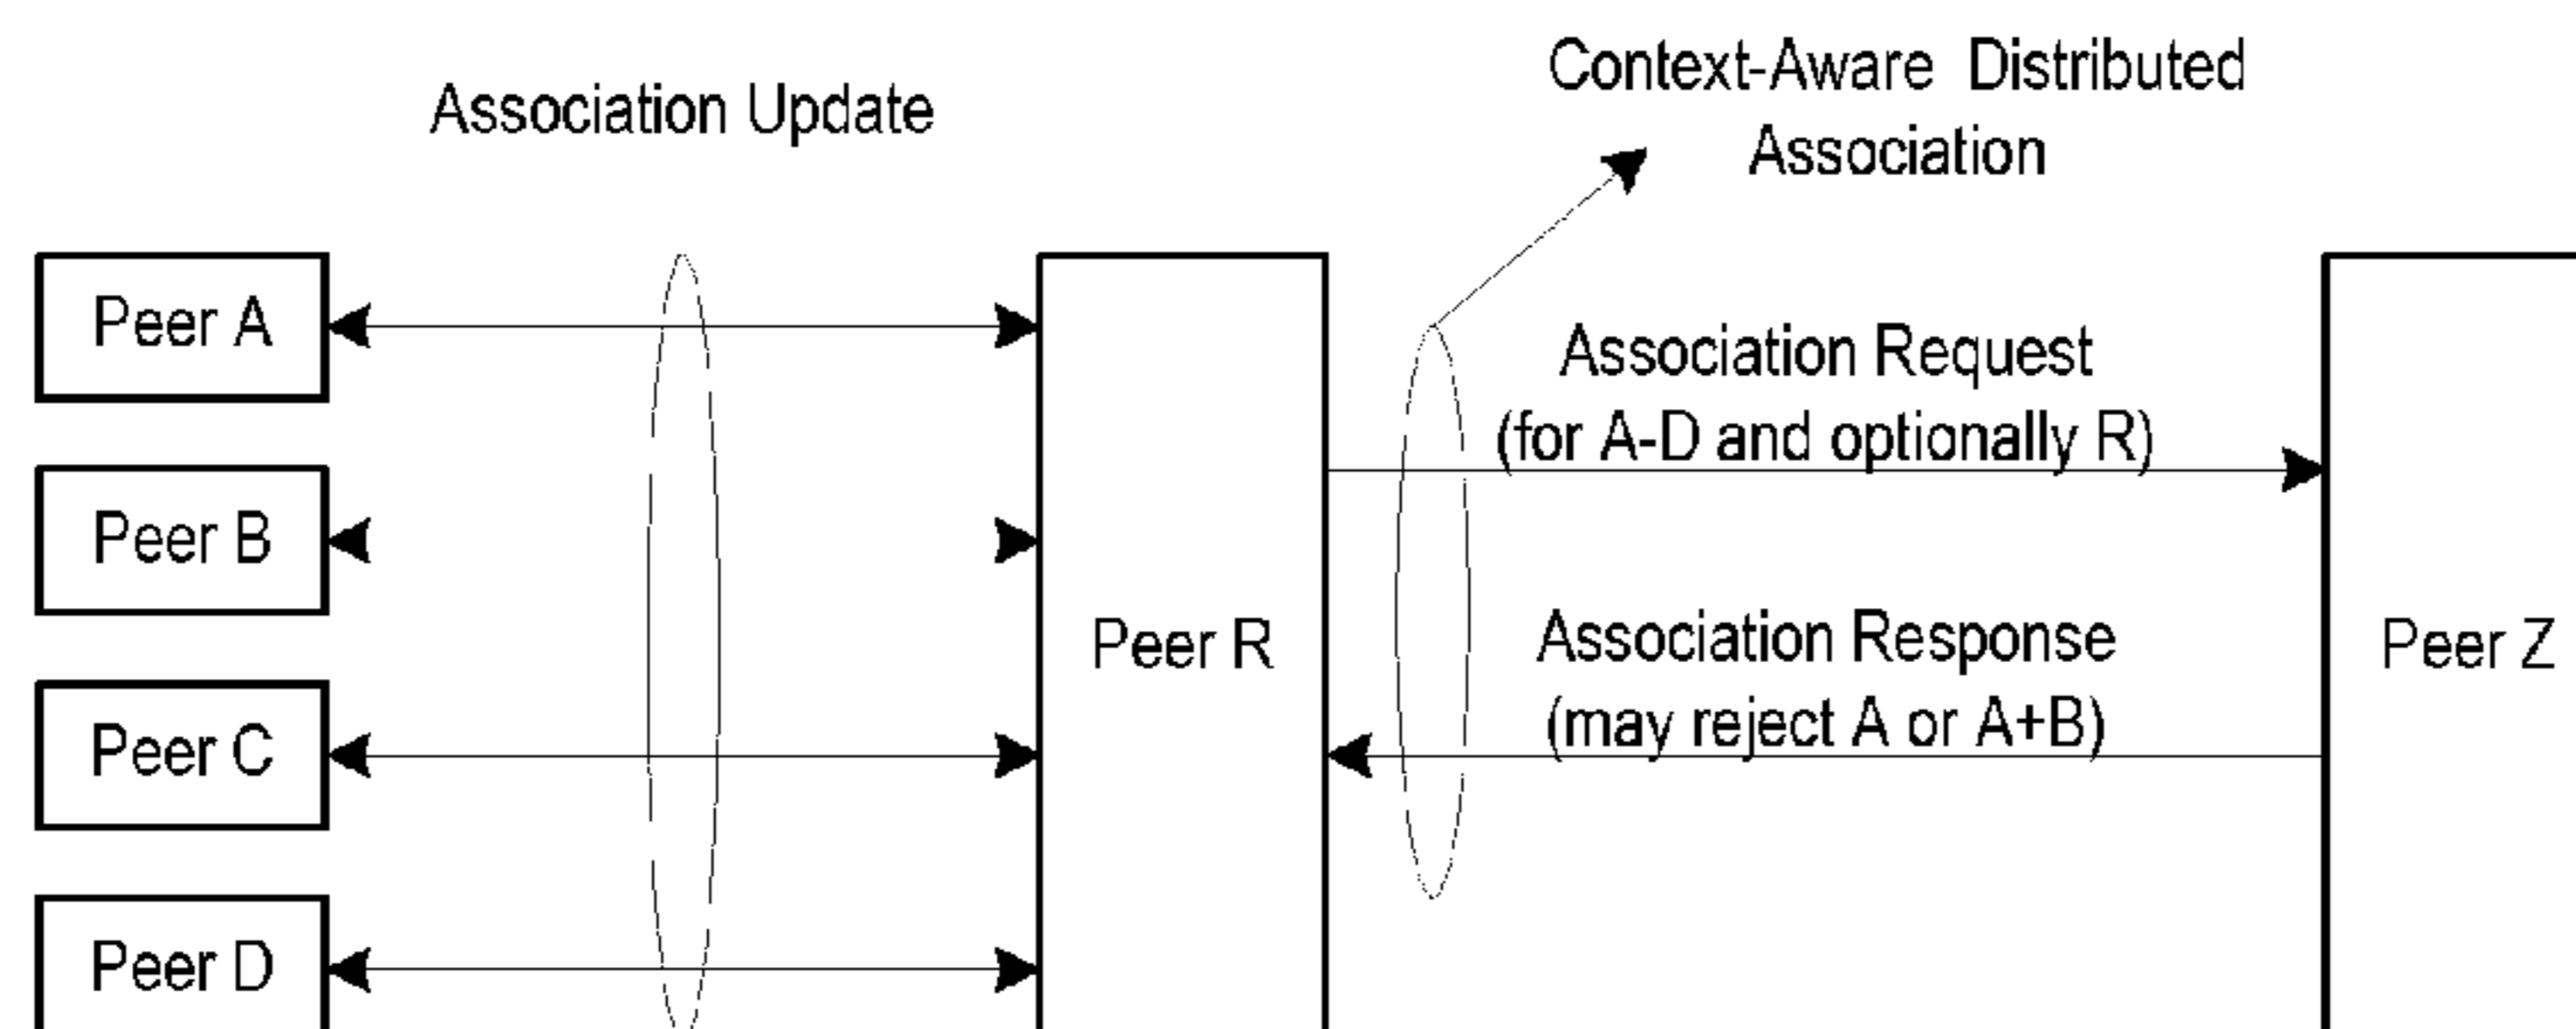 Association Update
Context-Aware Distributed
Association
Peer A
Peer B
Peer C
Peer D
Peer R
Association Request
(for A-D and optionally R)
Association Response
(may reject A or A+B)
Peer Z